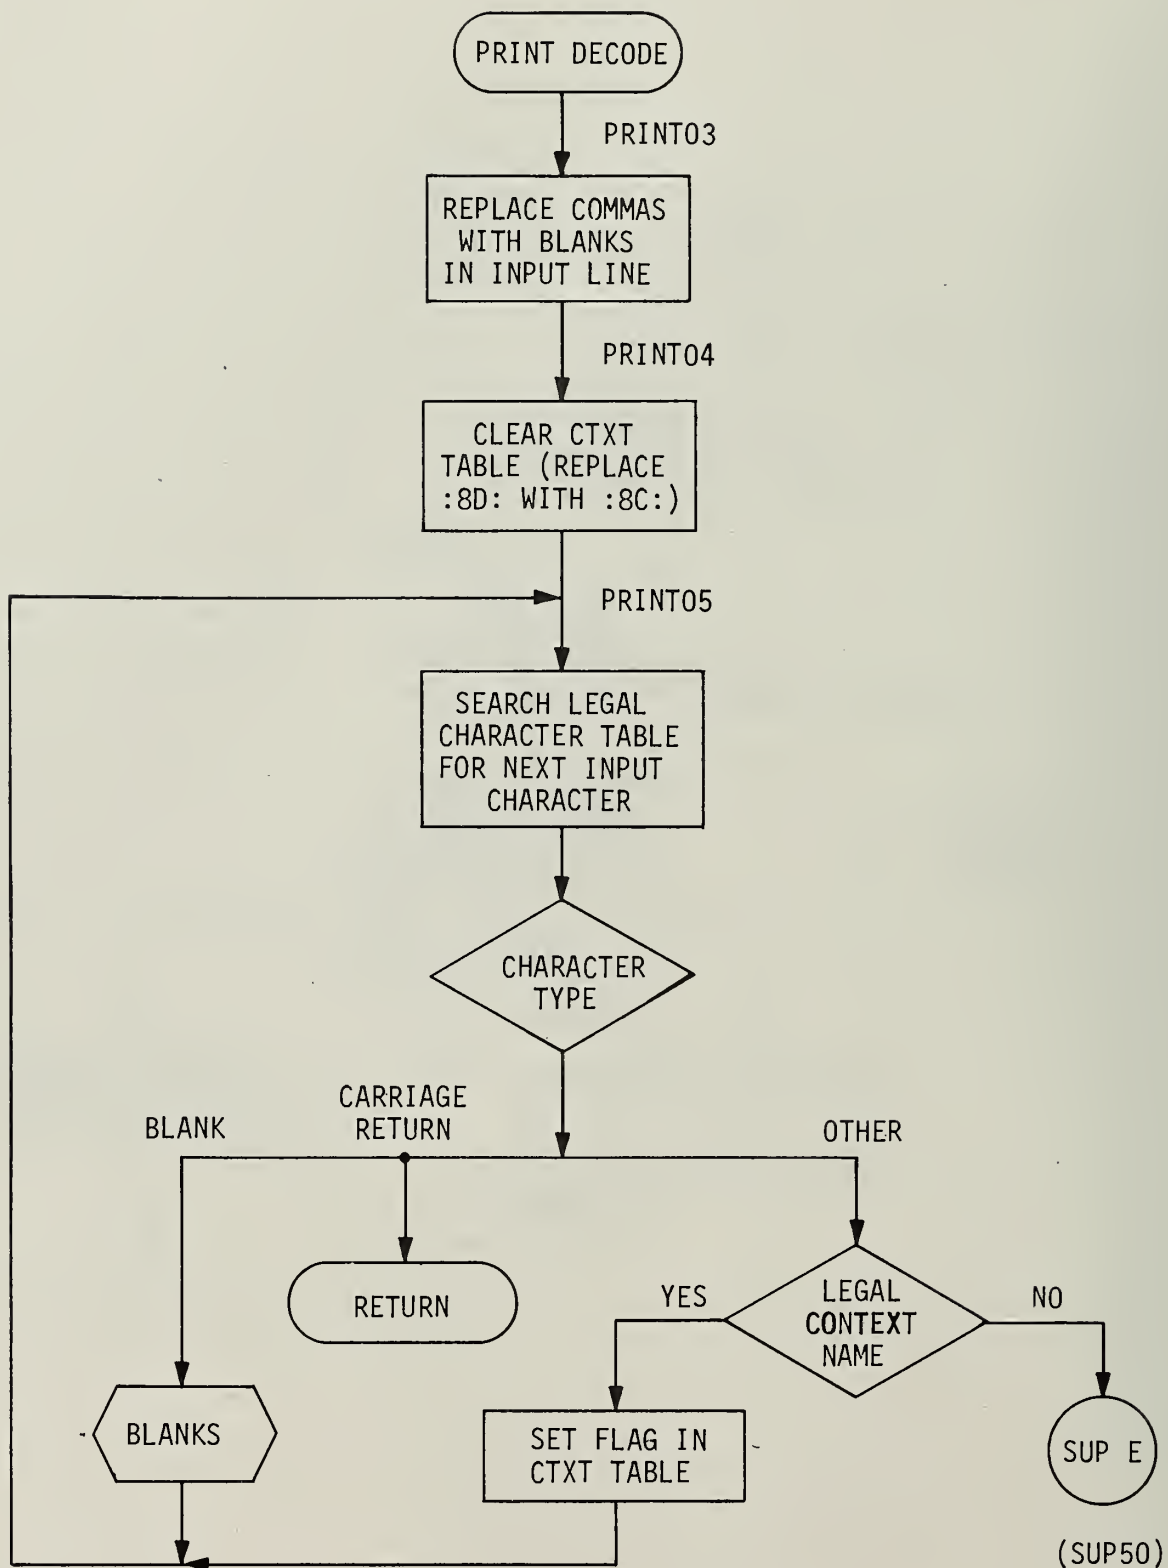 PRINT DECODE
PRINT03
REPLACE COMMAS
WITH BLANKS
IN INPUT LINE
PRINT04
CLEAR CTXT
TABLE (REPLACE
:8D: WITH :8C:)
PRINT05
SEARCH LEGAL
CHARACTER TABLE
FOR NEXT INPUT
CHARACTER
CHARACTER
TYPE
BLANK
CARRIAGE
RETURN
OTHER
RETURN
YES
LEGAL
CONTEXT
NAME
NO
BLANKS
SET FLAG IN
CTXT TABLE
SUP E
(SUP50)